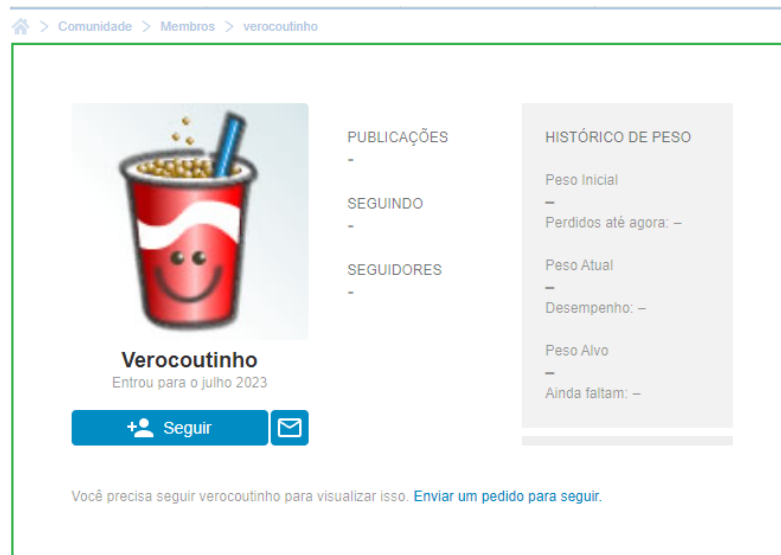 > Comunidade > Membros > verocoutinho
PUBLICAÇÕES
-
SEGUINDO
-
SEGUIDORES
-
HISTÓRICO DE PESO
Peso Inicial
–
Perdidos até agora: –
Peso Atual
–
Desempenho: –
Peso Alvo
–
Ainda faltam: –
Verocoutinho
Entrou para o julho 2023
Seguir
Você precisa seguir verocoutinho para visualizar isso. Enviar um pedido para seguir.